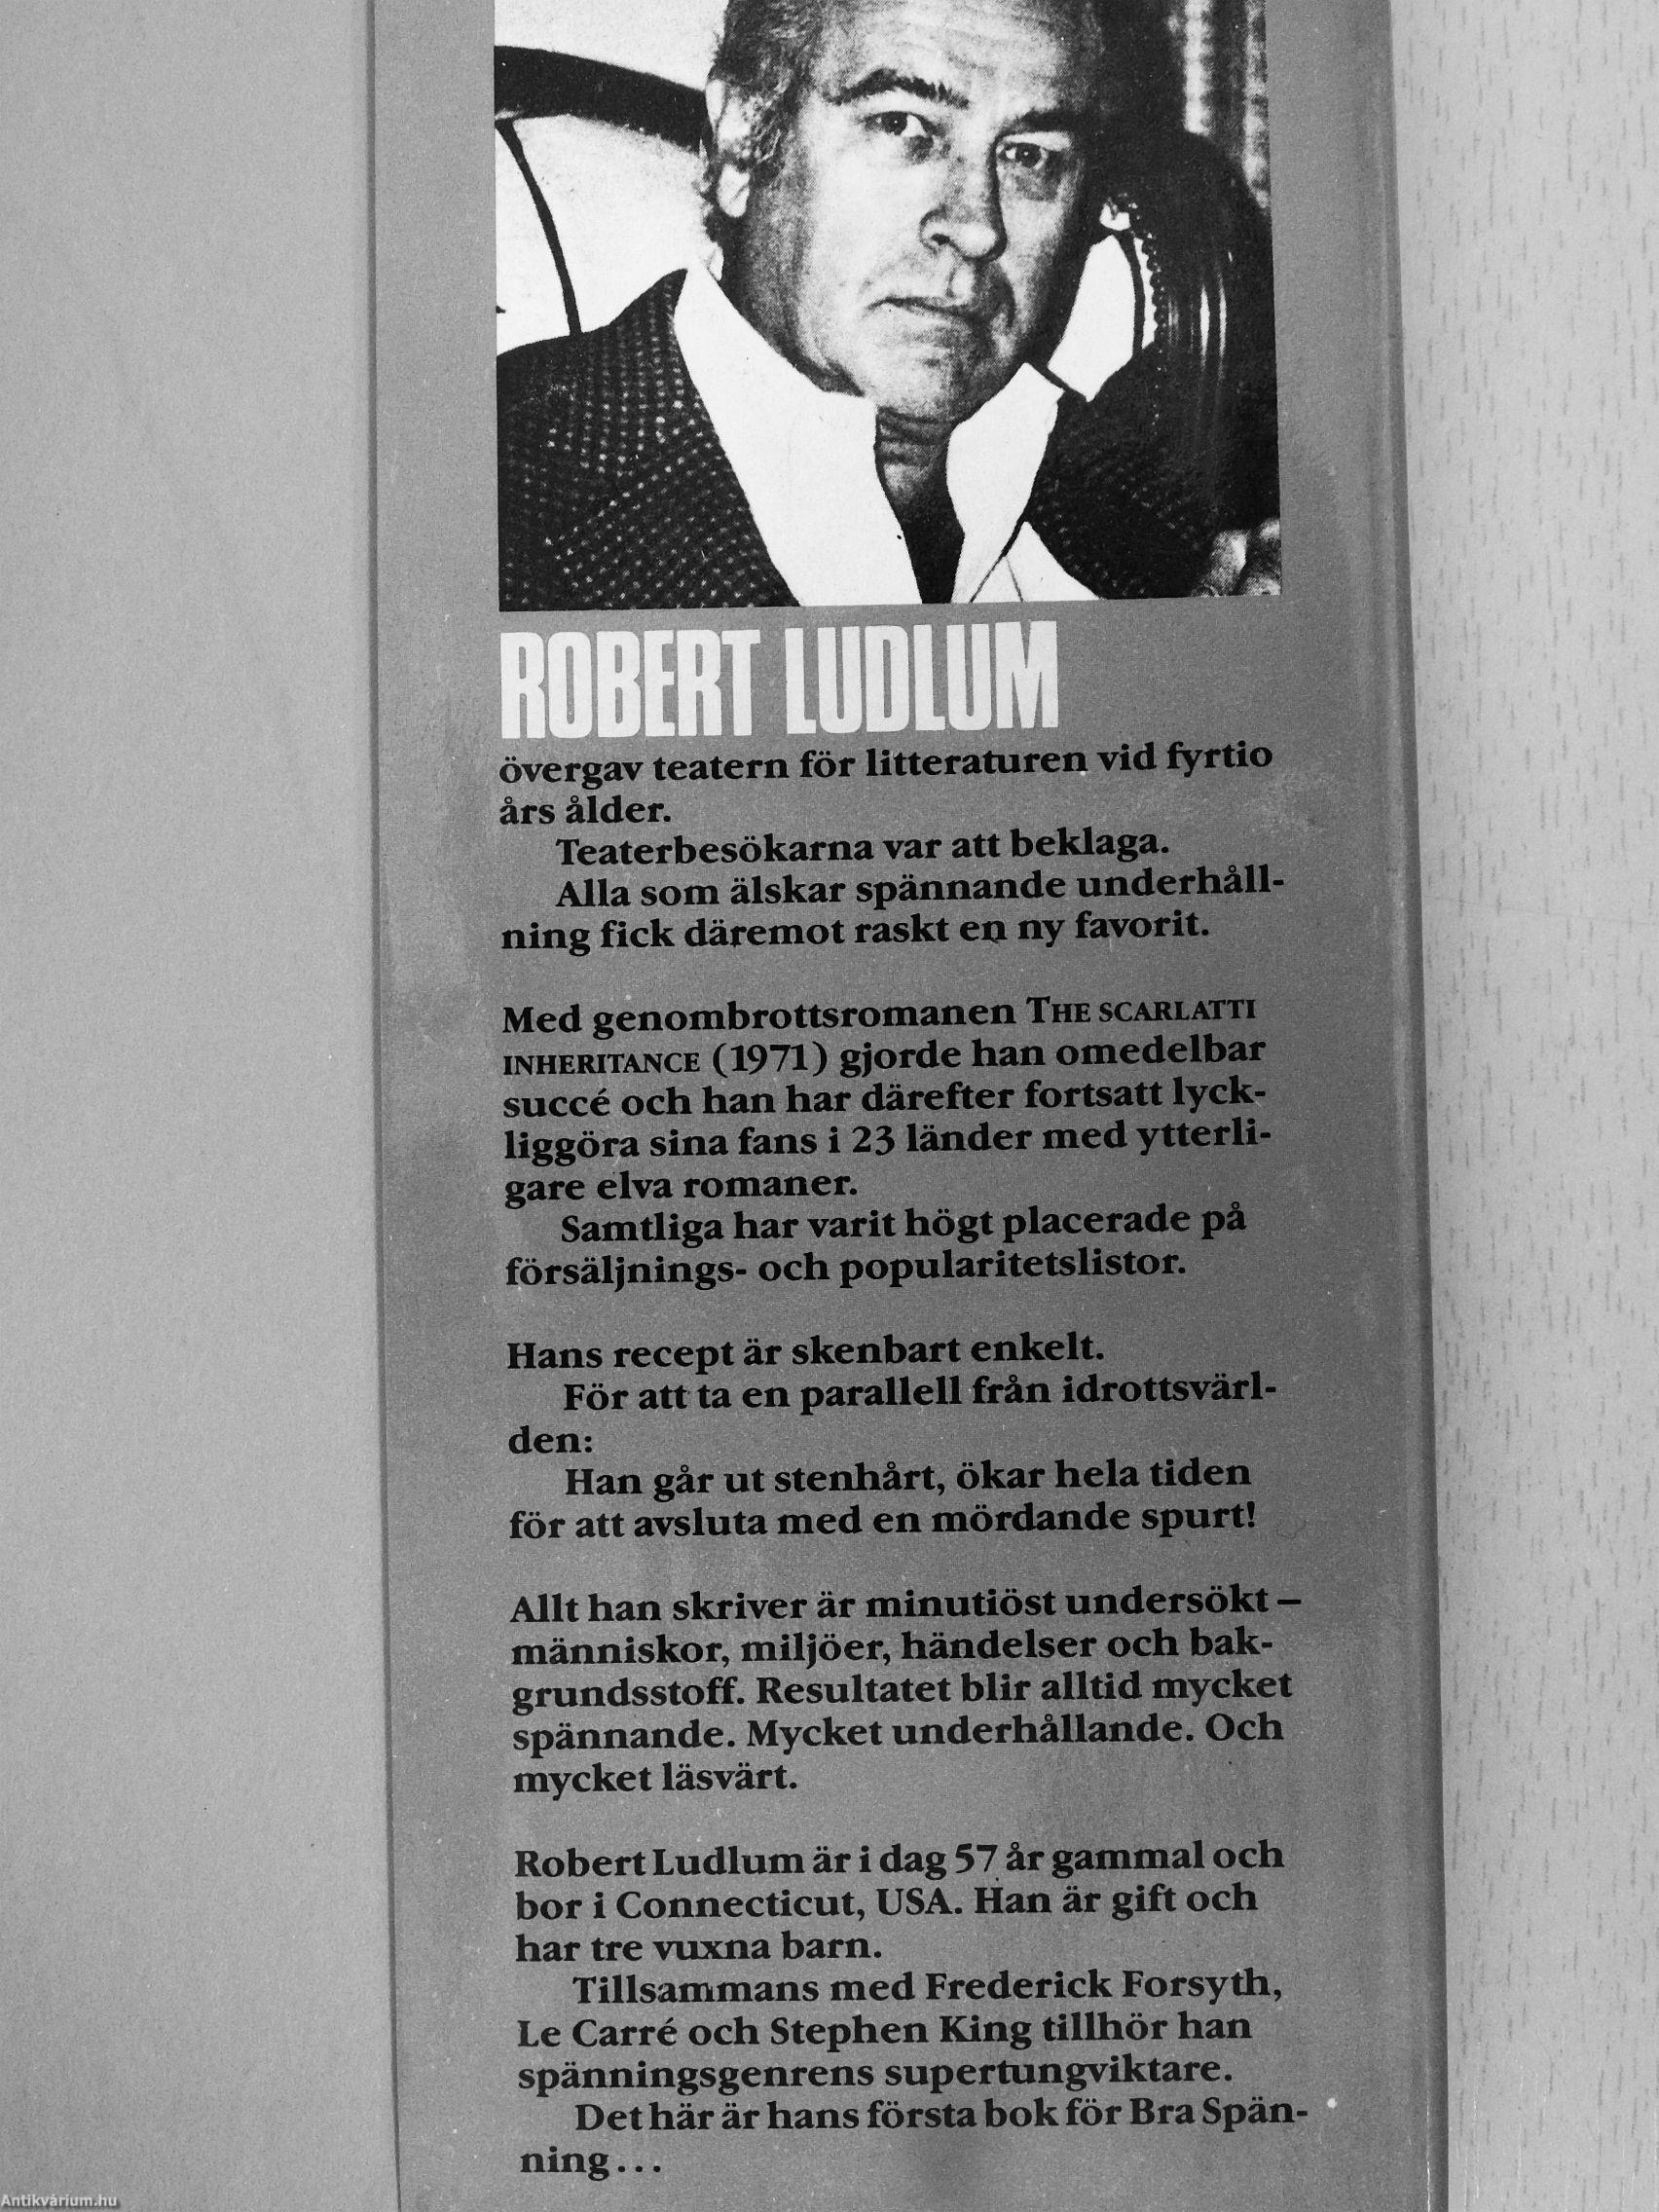 ROBERT LUDLUM
övergav teatern för litteraturen vid fyrtio
års ålder.
Teaterbesökarna var att beklaga.
Alla som älskar spännande underhåll-
ning fick däremot raskt en ny favorit.
Med genombrottsromanen THE SCARLATTI
INHERITANCE (1971) gjorde han omedelbar
succé och han har därefter fortsatt lyck-
liggöra sina fans i 23 länder med ytterli-
gare elva romaner.
Samtliga har varit högt placerade på
försäljnings- och popularitetslistor.
Hans recept är skenbart enkelt.
För att ta en parallell från idrottsvärl-
den:
Han går ut stenhårt, ökar hela tiden
för att avsluta med en mördande spurt!
Allt han skriver är minutiöst undersökt –
människor, miljöer, händelser och bak-
grundsstoff. Resultatet blir alltid mycket
spännande. Mycket underhållande. Och
mycket läsvärt.
Robert Ludlum är i dag 57 år gammal och
bor i Connecticut, USA. Han är gift och
har tre vuxna barn.
Tillsammans med Frederick Forsyth,
Le Carré och Stephen King tillhör han
spänningsgenrens supertungviktare.
Det här är hans första bok för Bra Spän-
ning...
Antikvárium.hu